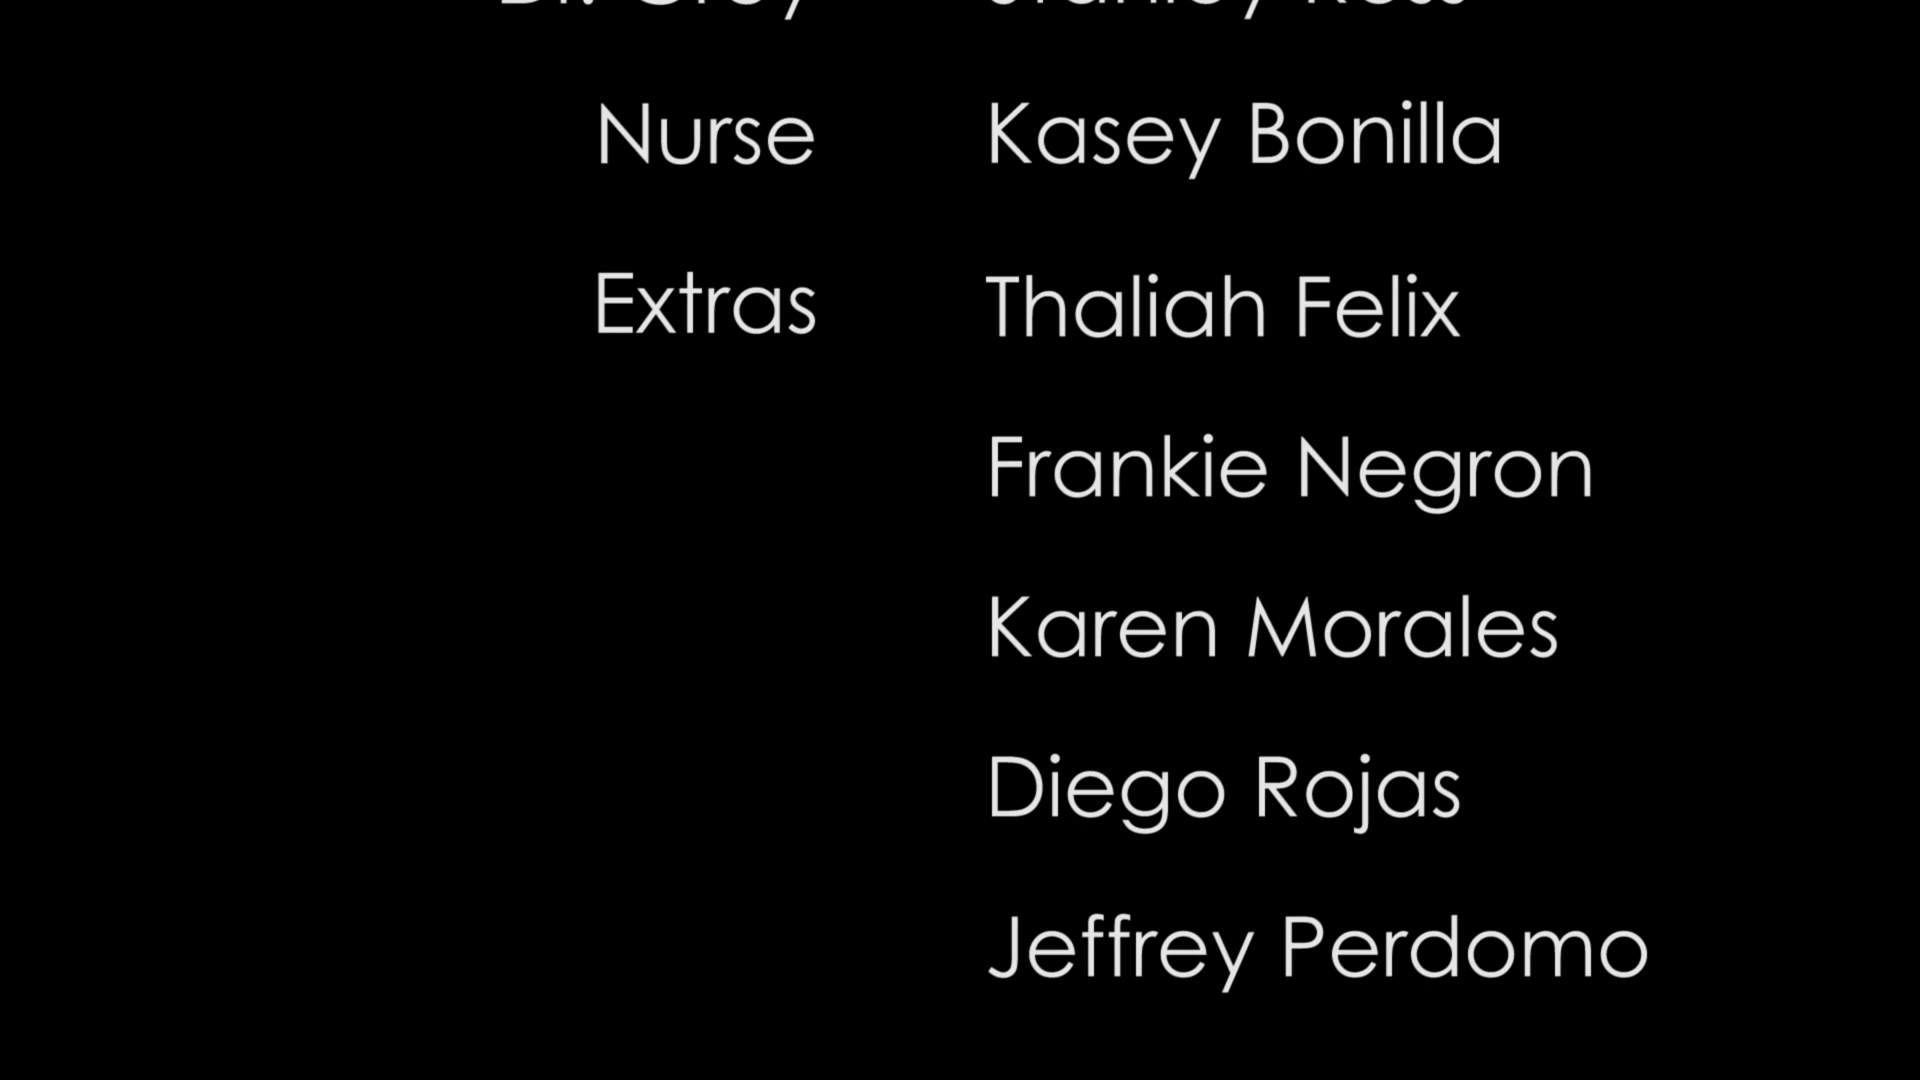 Nurse Kasey Bonilla
Extras Thaliah Felix
Frankie Negron
Karen Morales
Diego Rojas
Jeffrey Perdomo